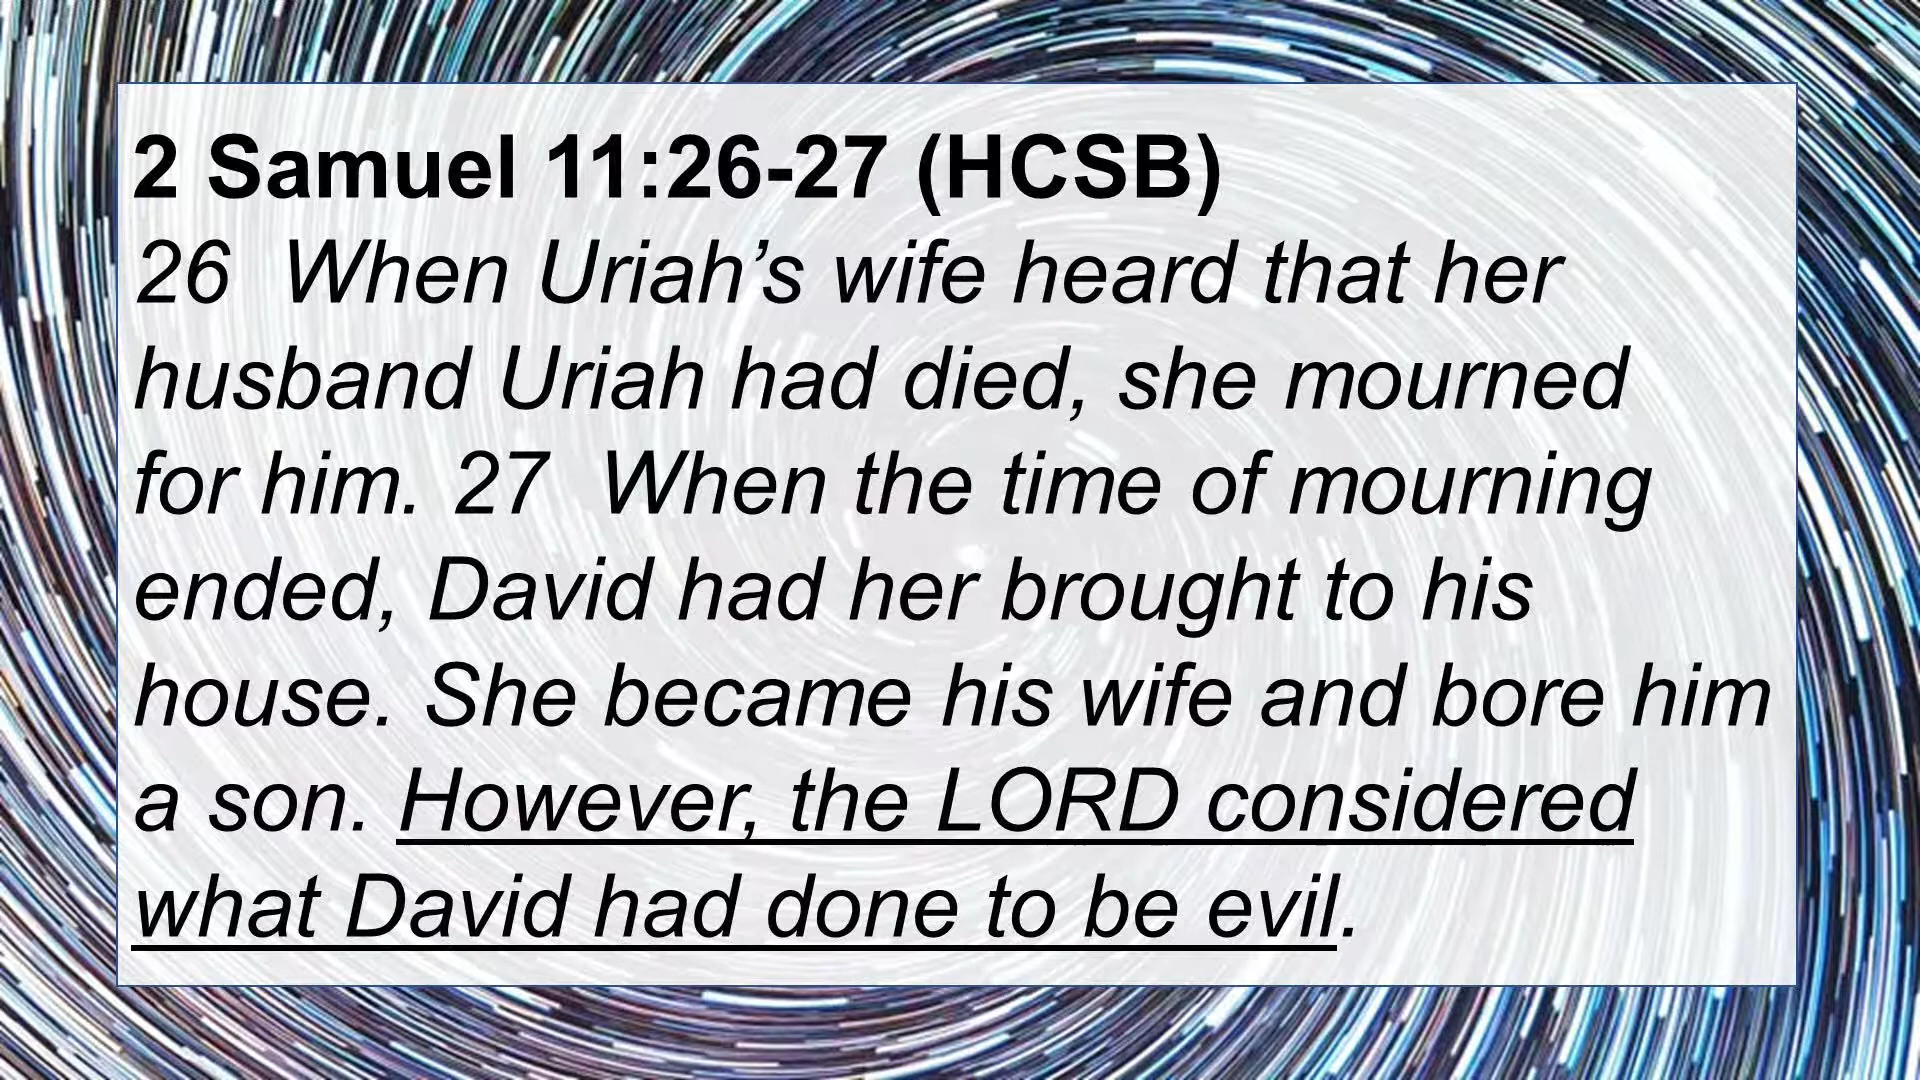 2 Samuel 11:26-27 (HCSB)
26  When Uriah’s wife heard that her
husband Uriah had died, she mourned
for him. 27  When the time of mourning
ended, David had her brought to his
house. She became his wife and bore him
a son. However, the LORD considered
what David had done to be evil.